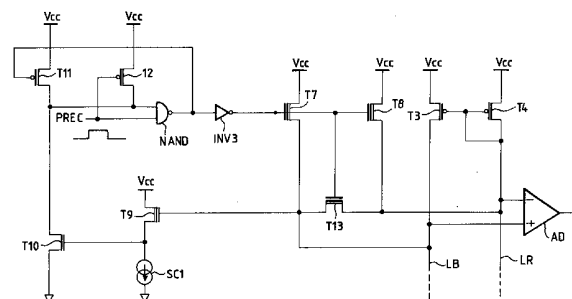 Vcc Vcc
T11 12
Vcc Vcc Vcc Vcc
T7 T8 T3 T4
PREC
NAND INV3
Vcc
T9 T13
T10
SC1
LB LR
− +
AD